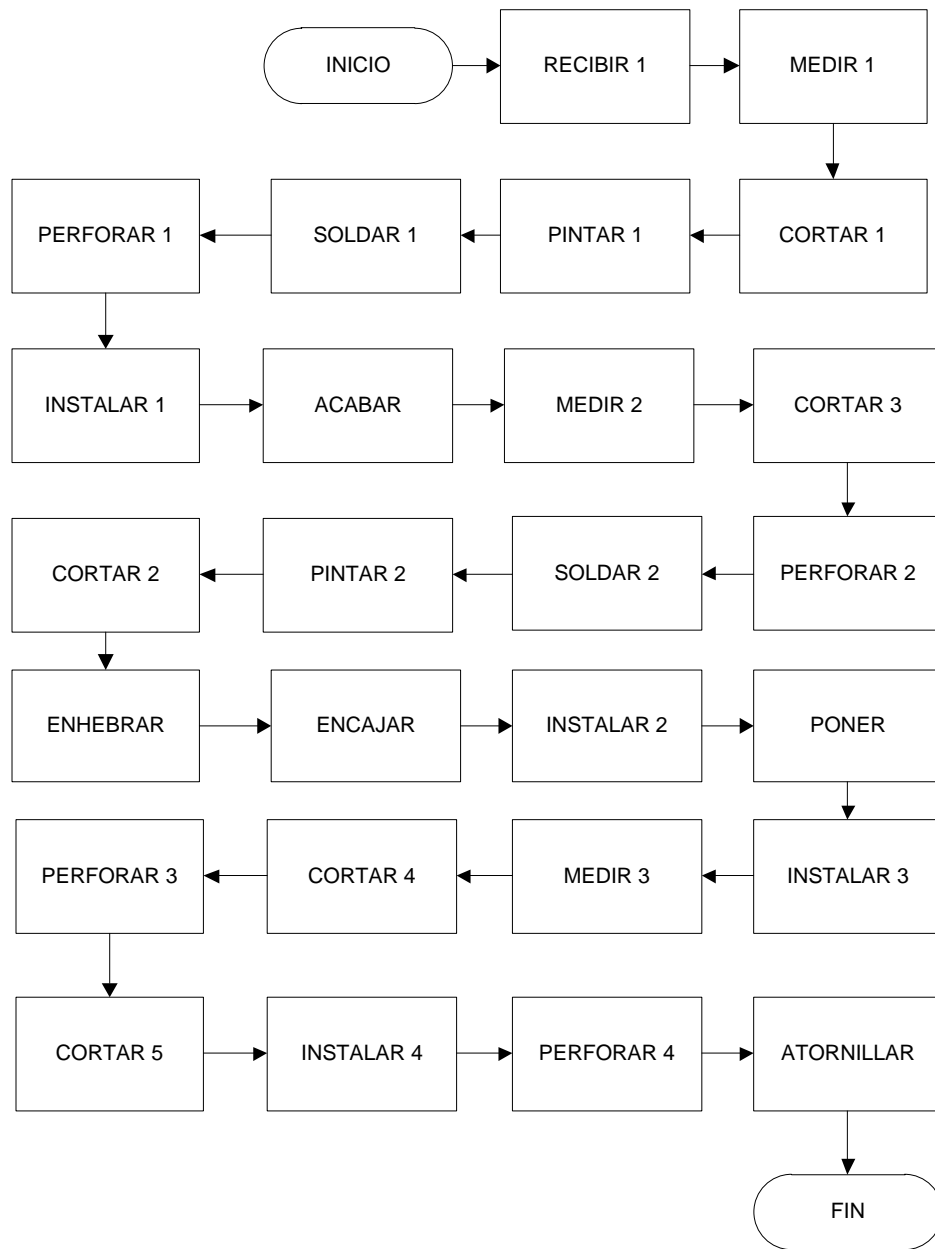 INICIO
RECIBIR 1
MEDIR 1
CORTAR 1
PINTAR 1
SOLDAR 1
PERFORAR 1
INSTALAR 1
ACABAR
MEDIR 2
CORTAR 3
PERFORAR 2
SOLDAR 2
PINTAR 2
CORTAR 2
ENHEBRAR
ENCAJAR
INSTALAR 2
PONER
INSTALAR 3
MEDIR 3
CORTAR 4
PERFORAR 3
CORTAR 5
INSTALAR 4
PERFORAR 4
ATORNILLAR
FIN